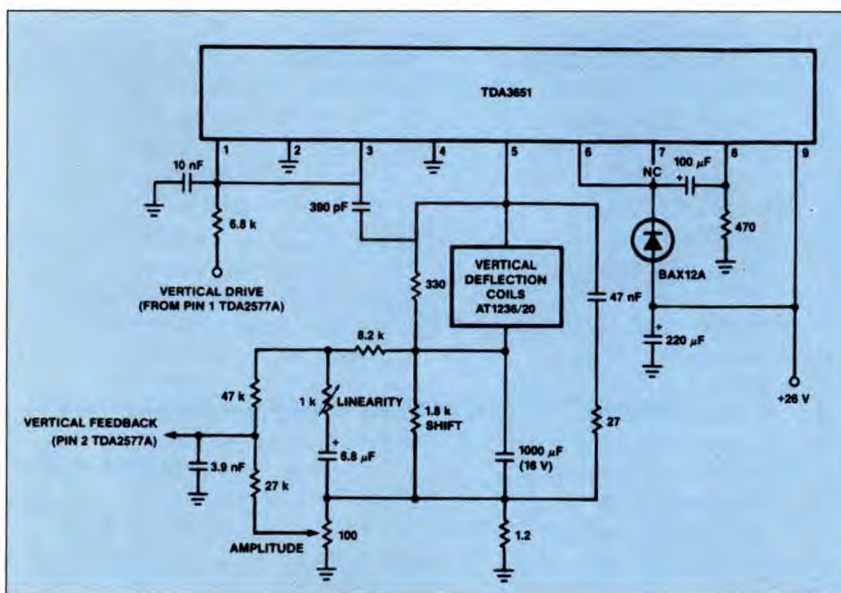 TDA3651
1 2 3 4 5 6 7 8 9
10 nF
NC
100 µF
+
390 pF
6.8 k
470
330
VERTICAL
DEFLECTION
COILS
AT1236/20
BAX12A
47 nF
VERTICAL DRIVE
(FROM PIN 1 TDA2577A)
+
220 µF
8.2 k
+26 V
47 k
1 k LINEARITY
1.8 k
SHIFT
27
VERTICAL FEEDBACK
(PIN 2 TDA2577A)
+
6.8 µF
1000 µF
(16 V)
3.9 nF
27 k
AMPLITUDE
100
1.2